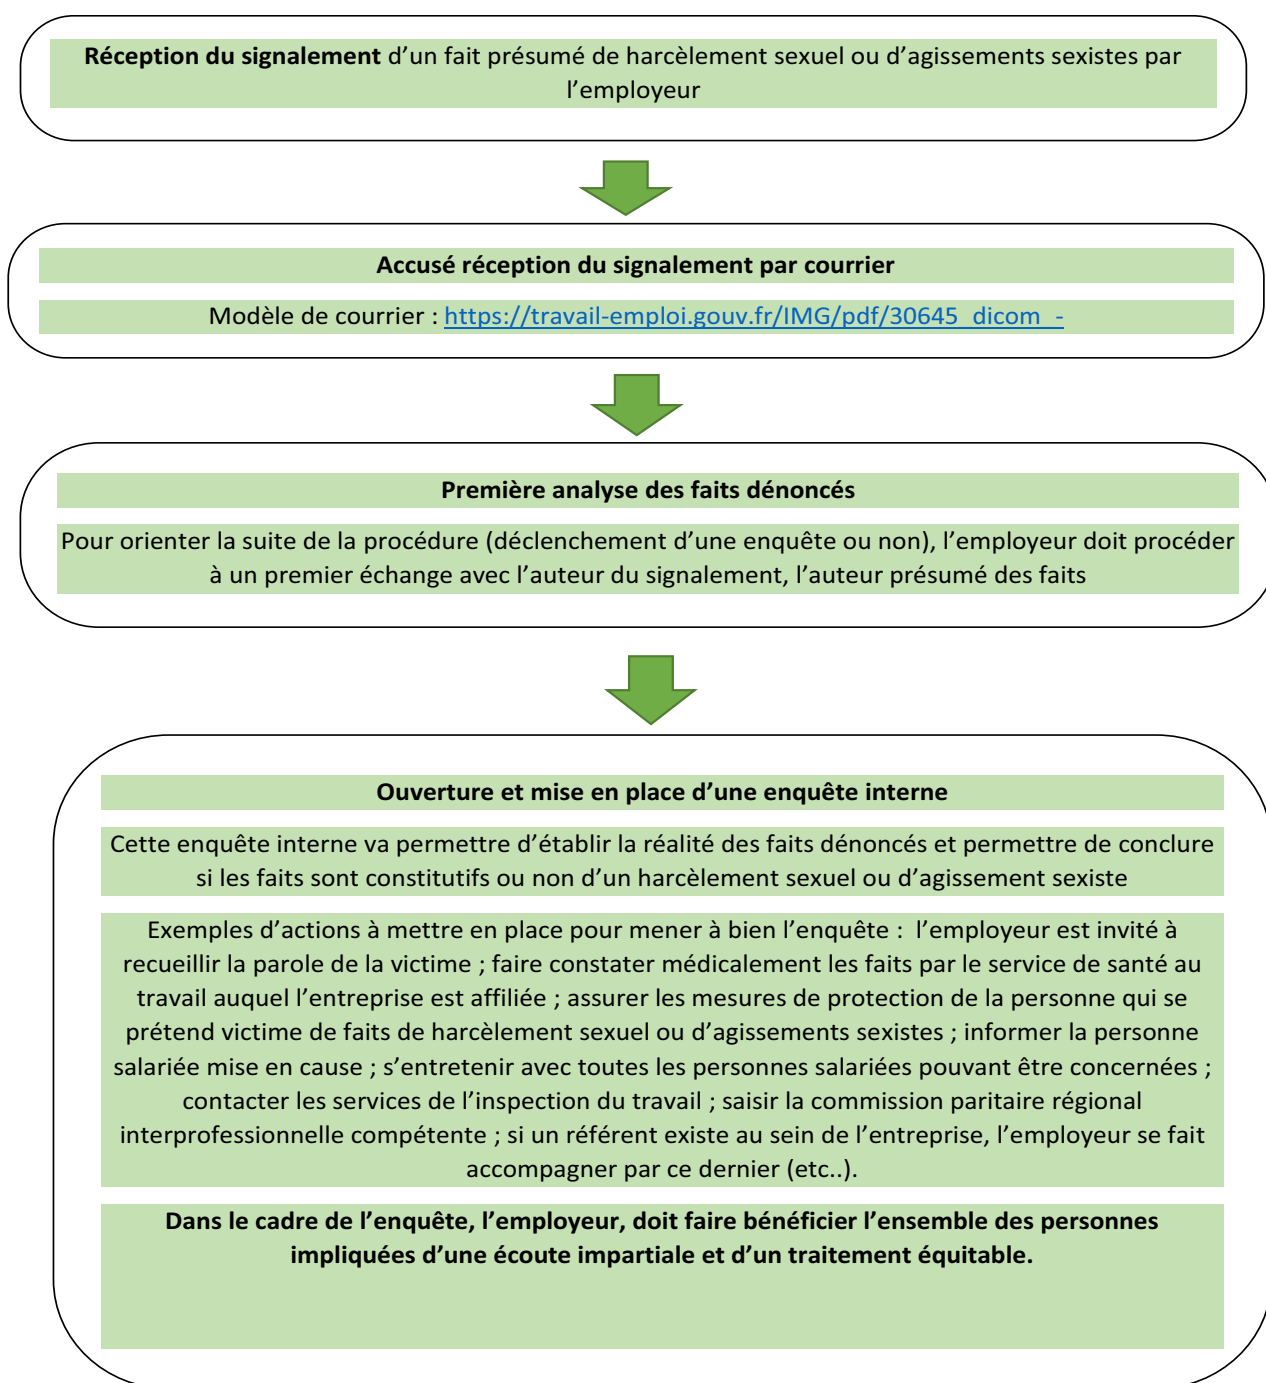 Réception du signalement d’un fait présumé de harcèlement sexuel ou d’agissements sexistes par
l’employeur
Accusé réception du signalement par courrier
Modèle de courrier : https://travail-emploi.gouv.fr/IMG/pdf/30645_dicom_-
Première analyse des faits dénoncés
Pour orienter la suite de la procédure (déclenchement d’une enquête ou non), l’employeur doit procéder
à un premier échange avec l’auteur du signalement, l’auteur présumé des faits
Ouverture et mise en place d’une enquête interne
Cette enquête interne va permettre d’établir la réalité des faits dénoncés et permettre de conclure
si les faits sont constitutifs ou non d’un harcèlement sexuel ou d’agissement sexiste
Exemples d’actions à mettre en place pour mener à bien l’enquête :  l’employeur est invité à
recueillir la parole de la victime ; faire constater médicalement les faits par le service de santé au
travail auquel l’entreprise est affiliée ; assurer les mesures de protection de la personne qui se
prétend victime de faits de harcèlement sexuel ou d’agissements sexistes ; informer la personne
salariée mise en cause ; s’entretenir avec toutes les personnes salariées pouvant être concernées ;
contacter les services de l’inspection du travail ; saisir la commission paritaire régional
interprofessionnelle compétente ; si un référent existe au sein de l’entreprise, l’employeur se fait
accompagner par ce dernier (etc..).
Dans le cadre de l’enquête, l’employeur, doit faire bénéficier l’ensemble des personnes
impliquées d’une écoute impartiale et d’un traitement équitable.